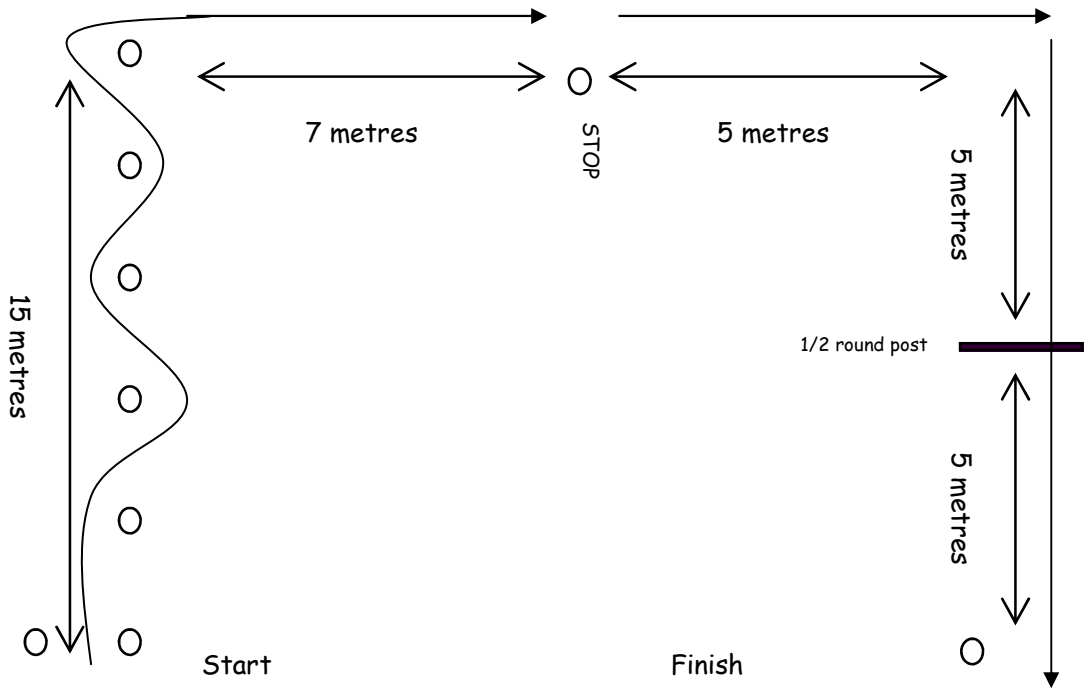 7 metres
5 metres
STOP
5 metres
15 metres
1/2 round post
5 metres
Start
Finish